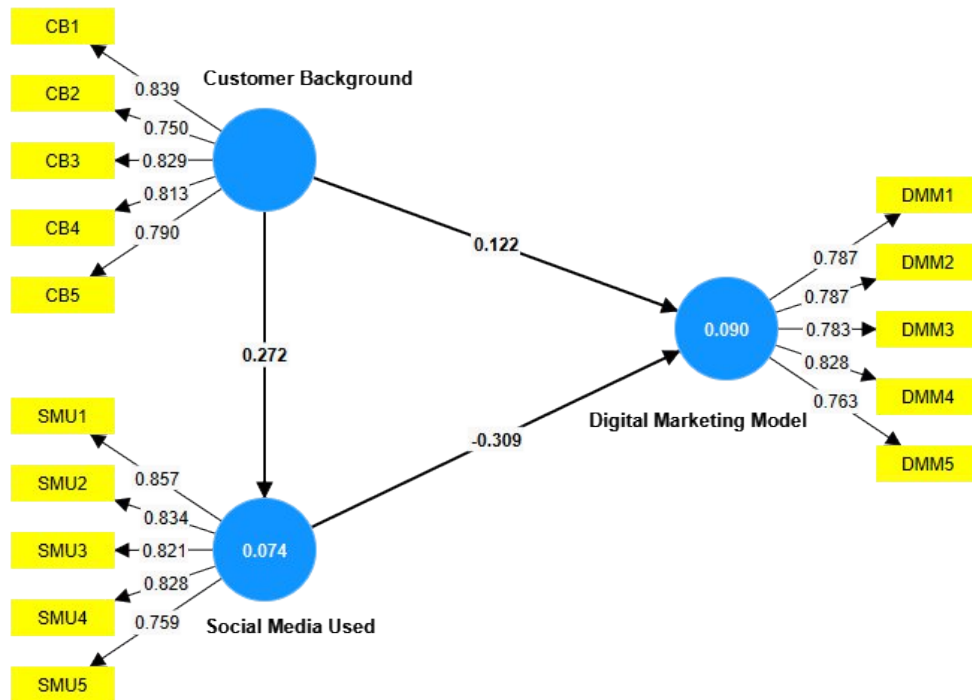 CB1
Customer Background
0.839
CB2
0.750
CB3
0.829
0.813
CB4
0.790
CB5
DMM1
0.122
0.787
DMM2
0.787
0.090
0.783
DMM3
0.272
0.828
DMM4
0.763
SMU1
Digital Marketing Model
-0.309
DMM5
0.857
SMU2
0.834
SMU3
0.821
0.074
0.828
SMU4
0.759
Social Media Used
SMU5